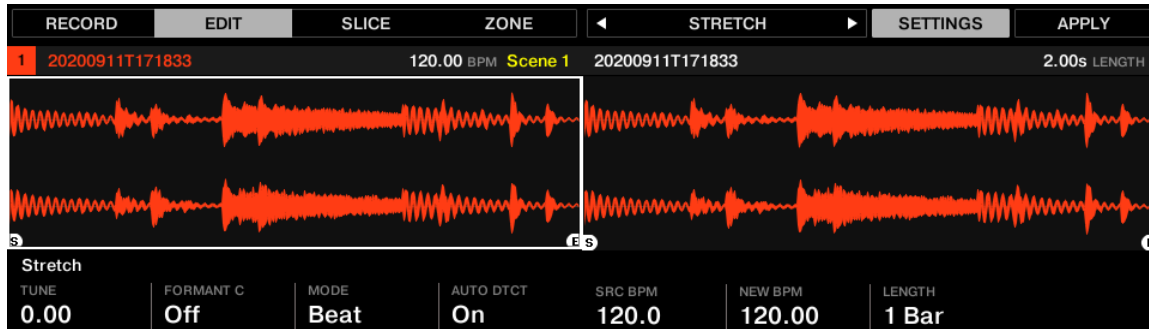 RECORD EDIT SLICE ZONE STRETCH SETTINGS APPLY
1 20200911T171833 120.00 BPM Scene 1 20200911T171833 2.00s LENGTH
S E S
Stretch
TUNE FORMANT C MODE AUTO DTCT SRC BPM NEW BPM LENGTH
0.00 Off Beat On 120.0 120.00 1 Bar